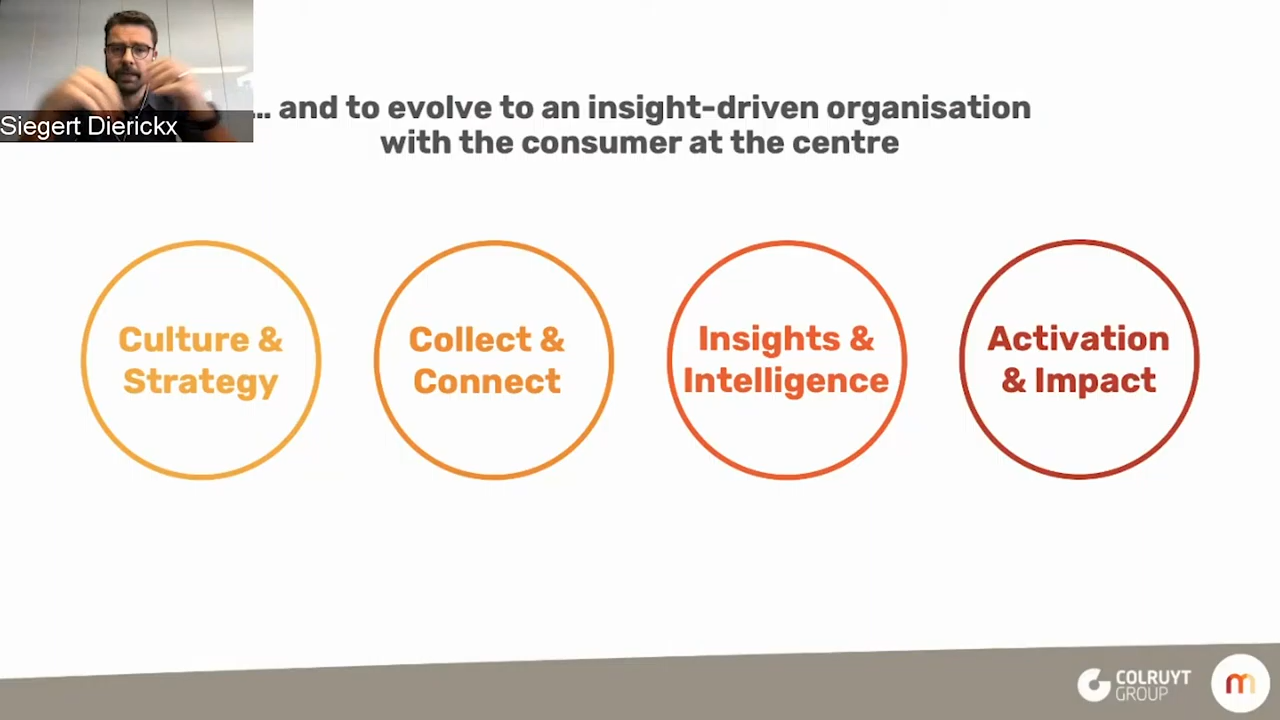 Siegert Dierickx
... and to evolve to an insight-driven organisation
with the consumer at the centre
Culture &
Strategy
Collect &
Connect
Insights &
Intelligence
Activation
& Impact
COLRUYT
GROUP
m